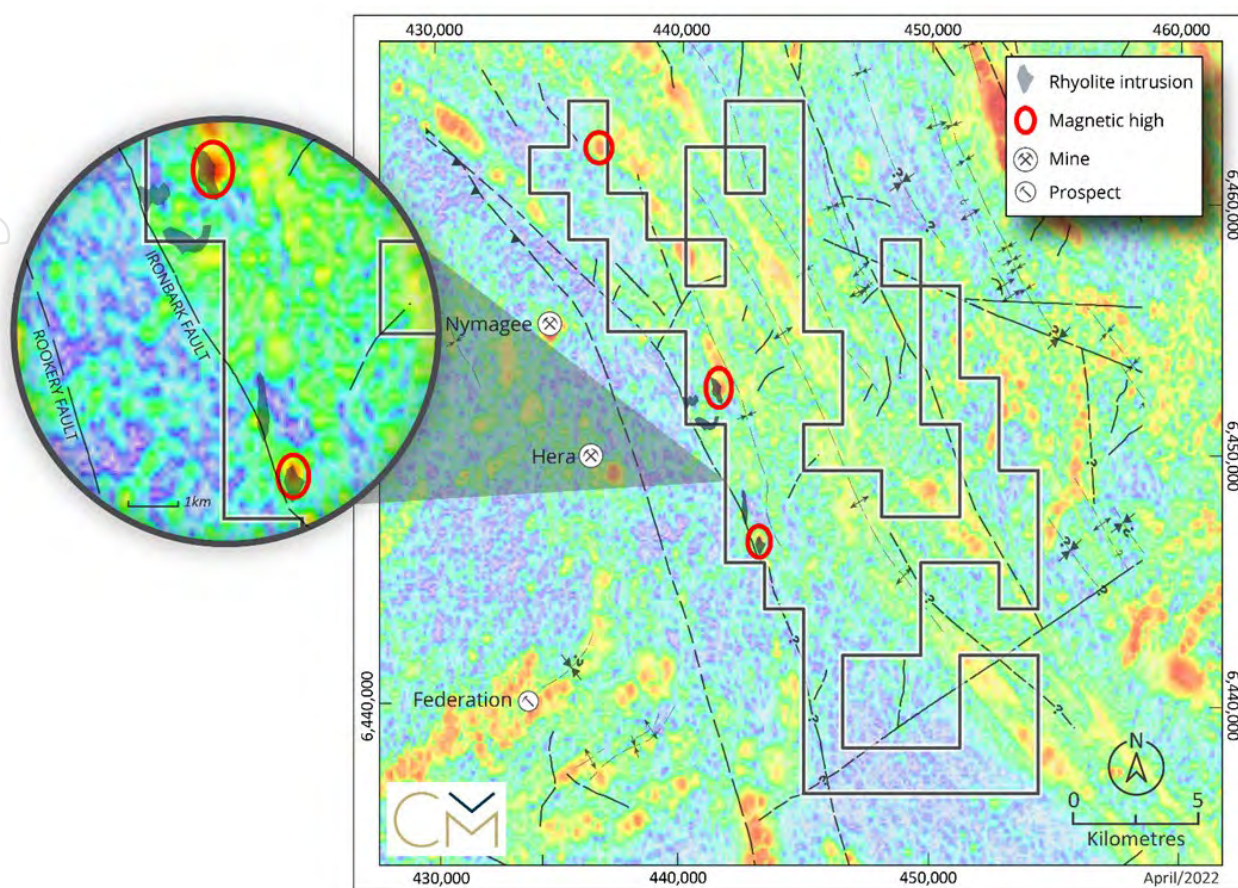 430,000
440,000
450,000
460,000
Rhyolite intrusion
Magnetic high
Mine
Prospect
6,460,000
IRONBARK FAULT
ROOKERY FAULT
1km
Nymagee
Hera
6,450,000
?
?
?
?
?
?
?
?
?
?
?
?
Federation
6,440,000
6,440,000
N
0 5
Kilometres
CM
430,000
440,000
450,000
April/2022